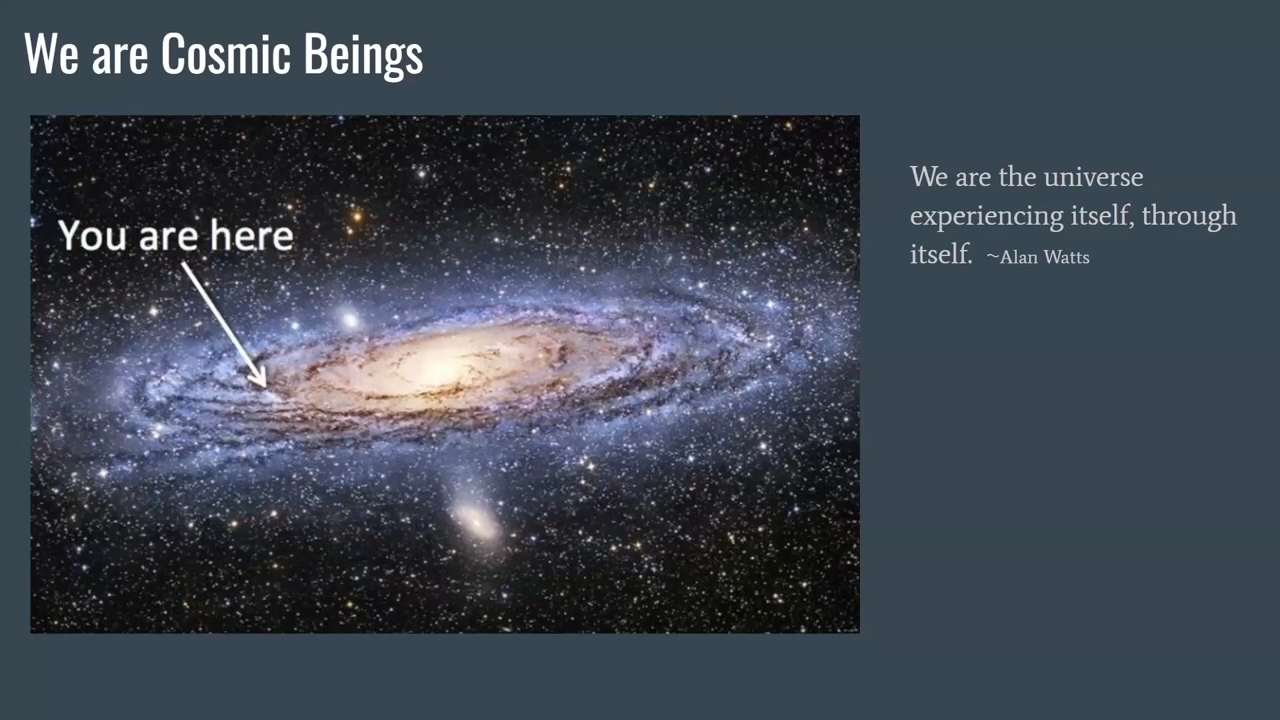 We are Cosmic Beings
You are here
We are the universe
experiencing itself, through
itself. ~Alan Watts